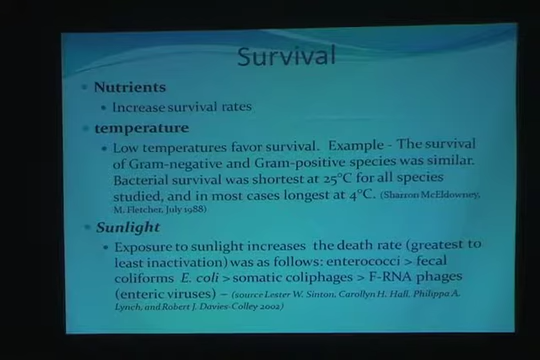 Survival
• Nutrients
• Increase survival rates
• temperature
• Low temperatures favor survival. Example - The survival
of Gram-negative and Gram-positive species was similar.
Bacterial survival was shortest at 25°C for all species
studied, and in most cases longest at 4°C. (Sharron McEldowney,
M. Fletcher, July 1988)
• Sunlight
• Exposure to sunlight increases the death rate (greatest to
least inactivation) was as follows: enterococci > fecal
coliforms E. coli > somatic coliphages > F-RNA phages
(enteric viruses) – (source Lester W. Sinton, Carollyn H. Hall, Philippa A.
Lynch, and Robert J. Davies-Colley 2002)